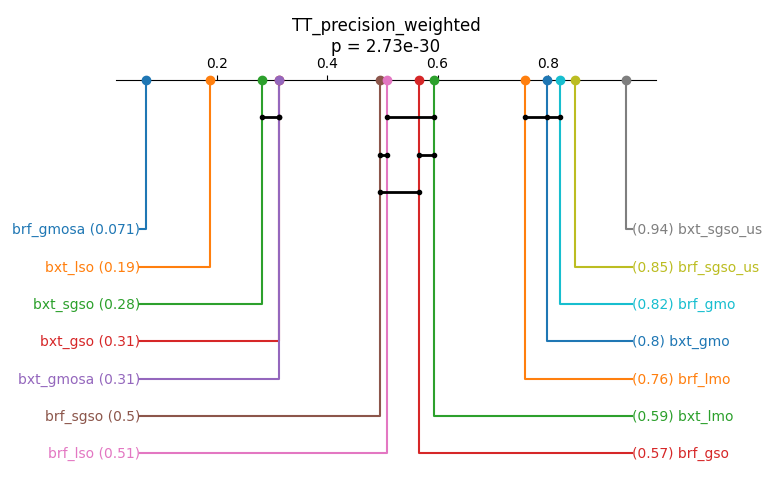 TT_precision_weighted
p = 2.73e-30
0.2 0.4 0.6 0.8
brf_gmosa (0.071) (0.94) bxt_sgso_us
bxt_lso (0.19) (0.85) brf_sgso_us
bxt_sgso (0.28) (0.82) brf_gmo
bxt_gso (0.31) (0.8) bxt_gmo
bxt_gmosa (0.31) (0.76) brf_lmo
brf_sgso (0.5) (0.59) bxt_lmo
brf_lso (0.51) (0.57) brf_gso